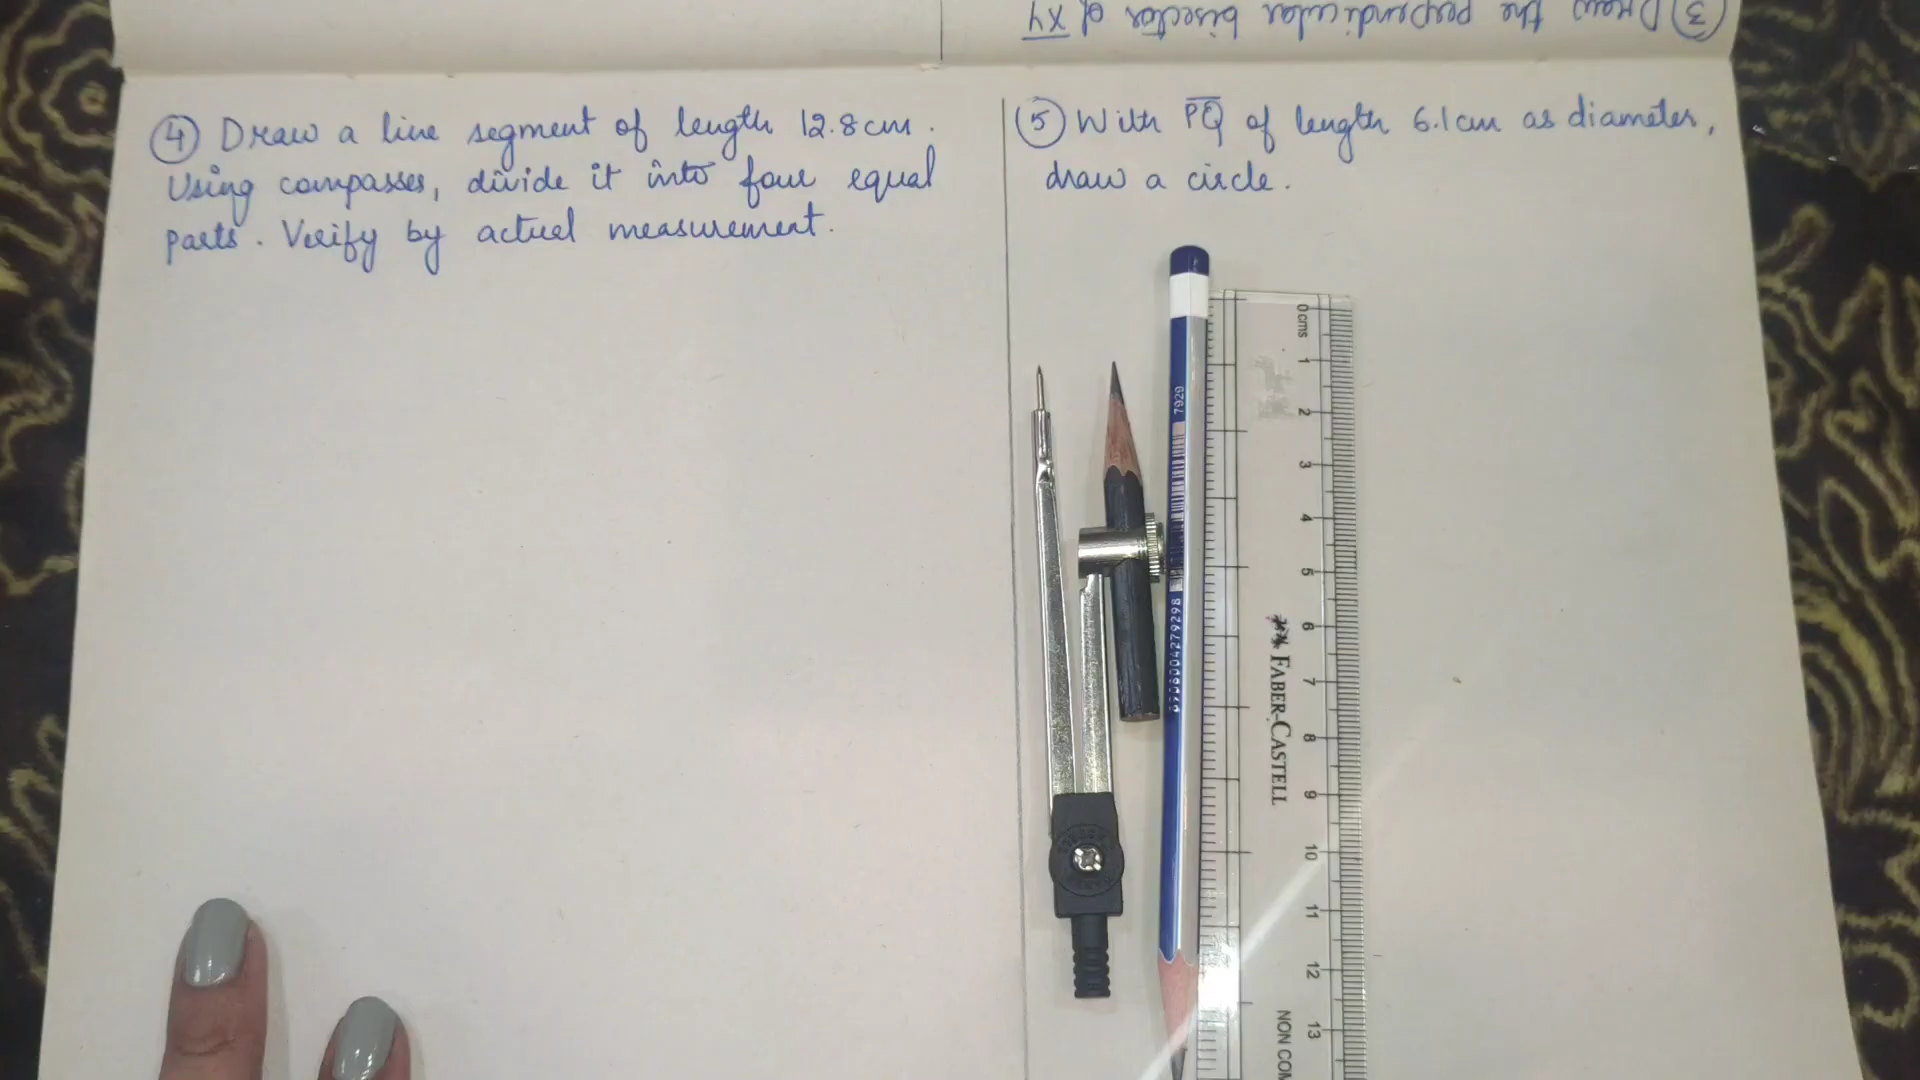 ③ Draw the perpendicular bisector of XY
④ Draw a line segment of length 12.8 cm.
Using compasses, divide it into four equal
parts. Verify by actual measurement.
⑤ With PQ of length 6.1 cm as diameter,
draw a circle.
7929
0 cms
1
2
3
4
5
6
7
8
9
10
11
12
13
FABER-CASTELL
NON COM